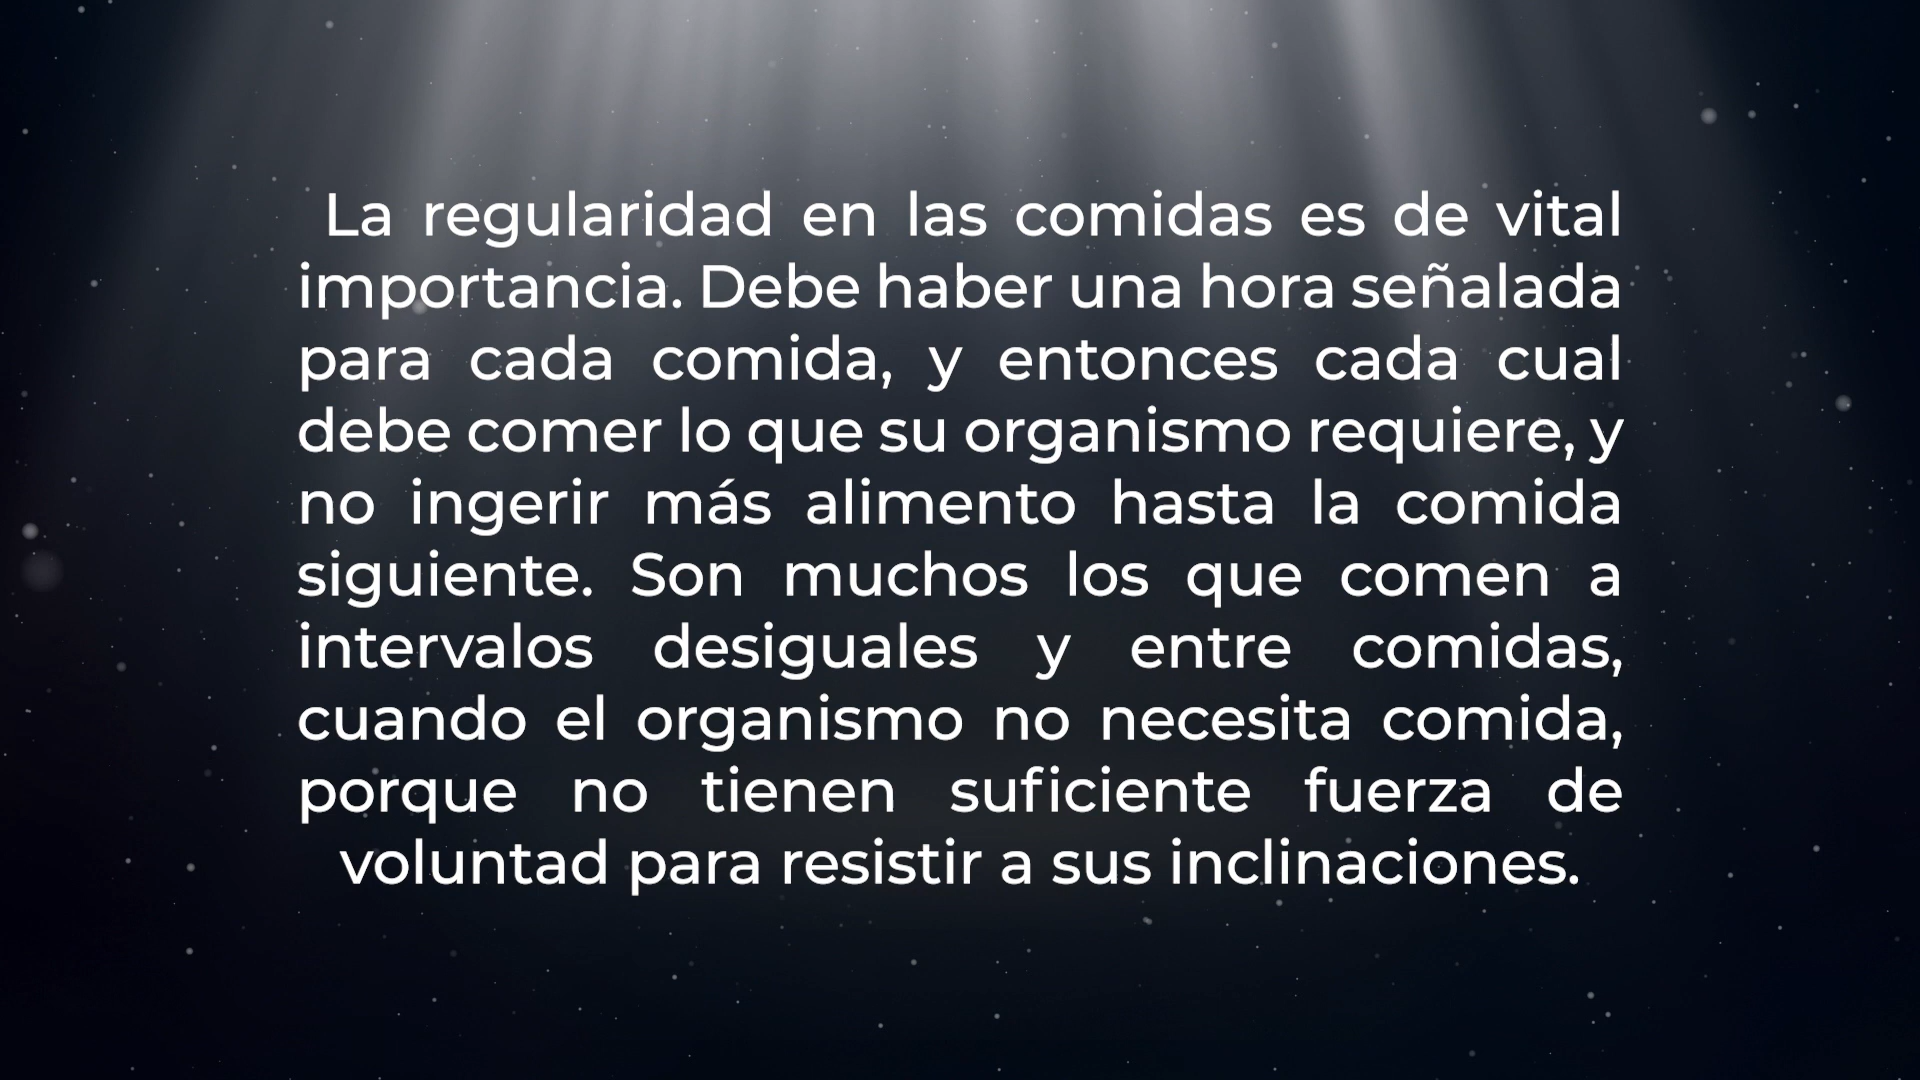 La regularidad en las comidas es de vital
importancia. Debe haber una hora señalada
para cada comida, y entonces cada cual
debe comer lo que su organismo requiere, y
no ingerir más alimento hasta la comida
siguiente. Son muchos los que comen a
intervalos desiguales y entre comidas,
cuando el organismo no necesita comida,
porque no tienen suficiente fuerza de
voluntad para resistir a sus inclinaciones.